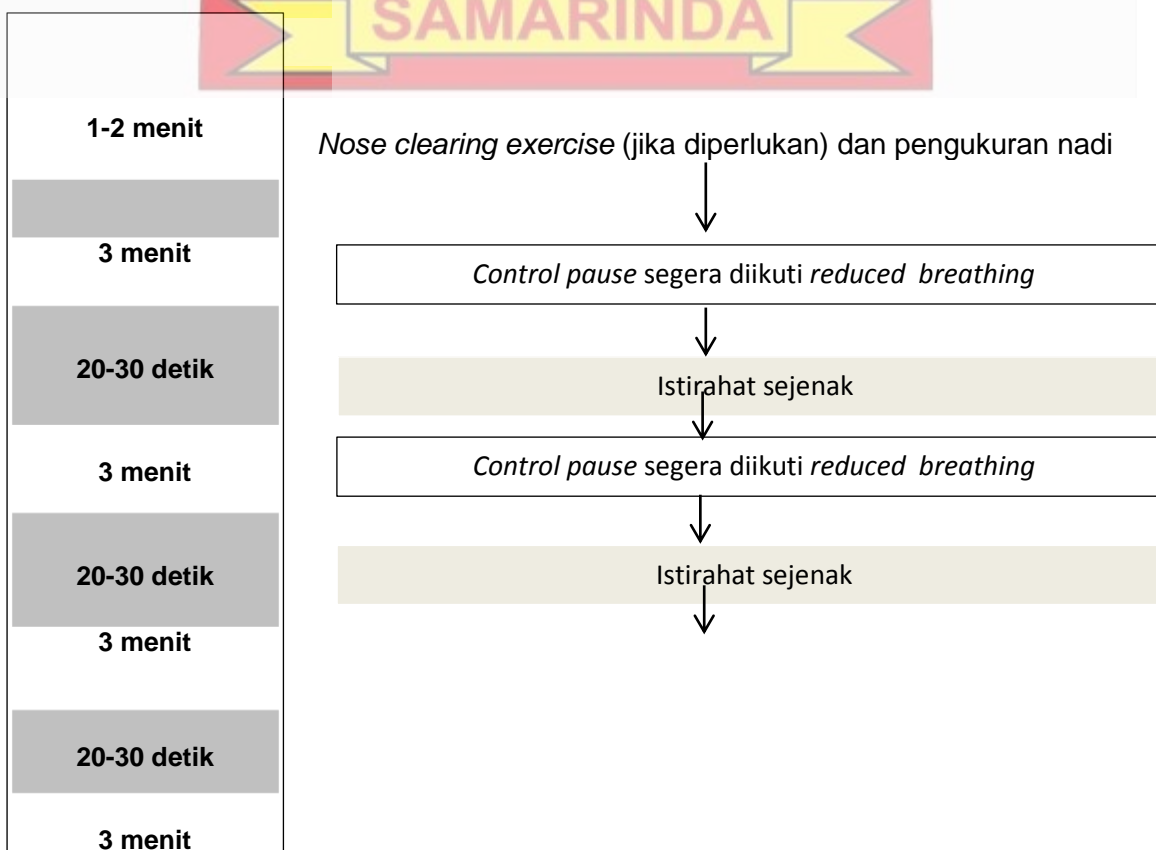 SAMARINDA
1-2 menit
Nose clearing exercise (jika diperlukan) dan pengukuran nadi
3 menit
Control pause segera diikuti reduced breathing
20-30 detik
Istirahat sejenak
3 menit
Control pause segera diikuti reduced breathing
20-30 detik
Istirahat sejenak
3 menit
20-30 detik
3 menit